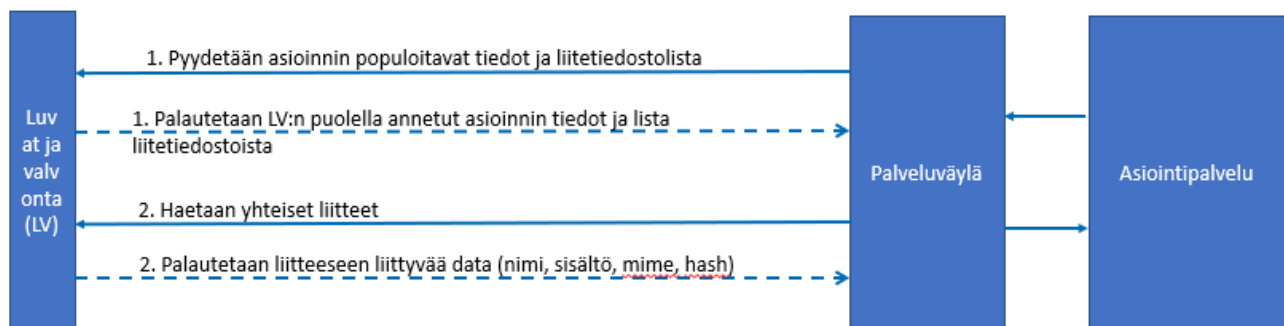 1. Pyydetään asioinnin populoitavat tiedot ja liitetiedostolista
Luv
at ja
valv
onta
(LV)
1. Palautetaan LV:n puolella annetut asioinnin tiedot ja lista
liitetiedostoista
2. Haetaan yhteiset liitteet
2. Palautetaan liitteeseen liittyvää data (nimi, sisältö, mime, hash)
Palveluväylä
Asiointipalvelu